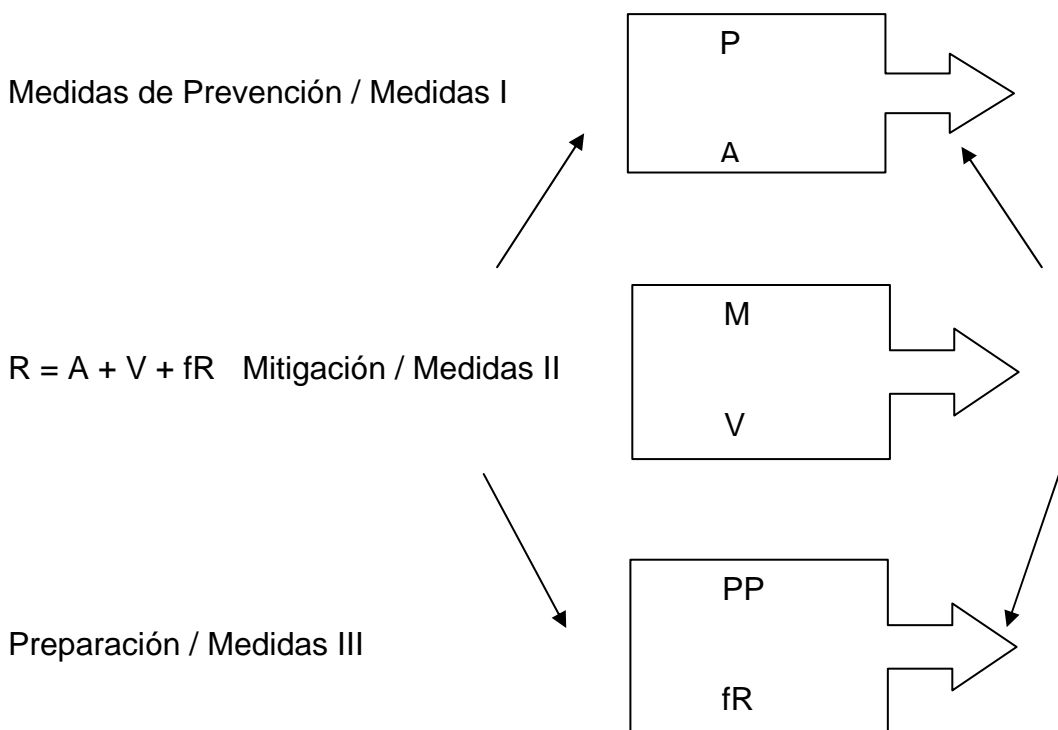 P
Medidas de Prevención / Medidas I
A
M
R = A + V + fR   Mitigación / Medidas II
V
PP
Preparación / Medidas III
fR